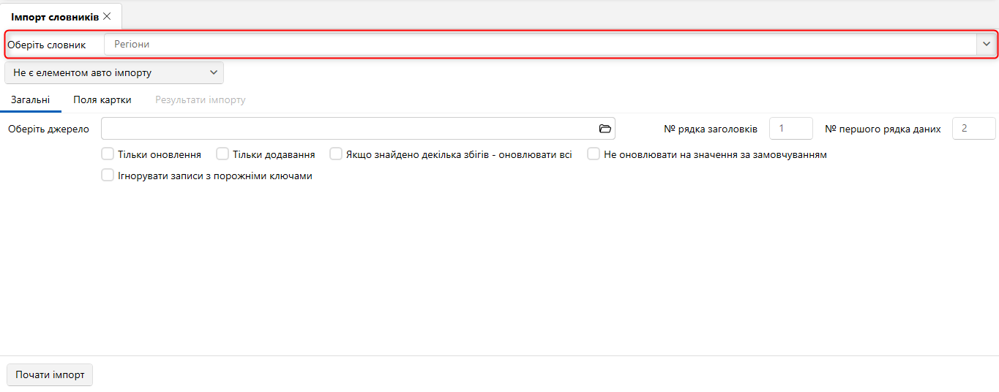 Імпорт словників
Оберіть словник Регіони
Не є елементом авто імпорту
Загальні Поля картки Результати імпорту
Оберіть джерело № рядка заголовків 1 № першого рядка даних 2
Тільки оновлення Тільки додавання Якщо знайдено декілька збігів - оновлювати всі Не оновлювати на значення за замовчуванням
Ігнорувати записи з порожніми ключами
Почати імпорт